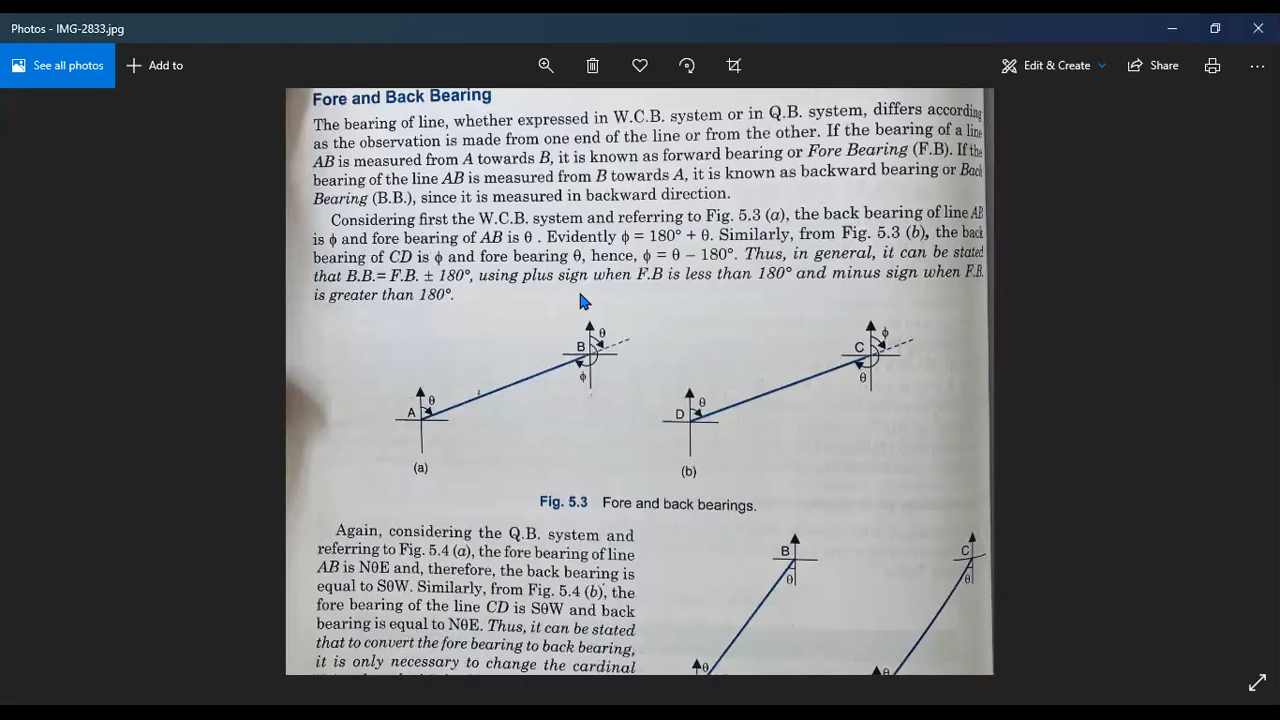 Photos - IMG-2833.jpg
See all photos
Add to
Edit & Create
Share
Fore and Back Bearing
The bearing of line, whether expressed in W.C.B. system or in Q.B. system, differs according
as the observation is made from one end of the line or from the other. If the bearing of a line
AB is measured from A towards B, it is known as forward bearing or Fore Bearing (F.B). If the
bearing of the line AB is measured from B towards A, it is known as backward bearing or Back
Bearing (B.B.), since it is measured in backward direction.
Considering first the W.C.B. system and referring to Fig. 5.3 (a), the back bearing of line AB
is ϕ and fore bearing of AB is θ . Evidently ϕ = 180° + θ. Similarly, from Fig. 5.3 (b), the back
bearing of CD is ϕ and fore bearing θ, hence, ϕ = θ − 180°. Thus, in general, it can be stated
that B.B.= F.B. ± 180°, using plus sign when F.B is less than 180° and minus sign when F.B.
is greater than 180°.
θ
B
ϕ
A
θ
(a)
ϕ
C
θ
D
θ
(b)
Fig. 5.3 Fore and back bearings.
Again, considering the Q.B. system and
referring to Fig. 5.4 (a), the fore bearing of line
AB is NθE and, therefore, the back bearing is
equal to SθW. Similarly, from Fig. 5.4 (b), the
fore bearing of the line CD is SθW and back
bearing is equal to NθE. Thus, it can be stated
that to convert the fore bearing to back bearing,
it is only necessary to change the cardinal
B
θ
C
θ
θ
θ